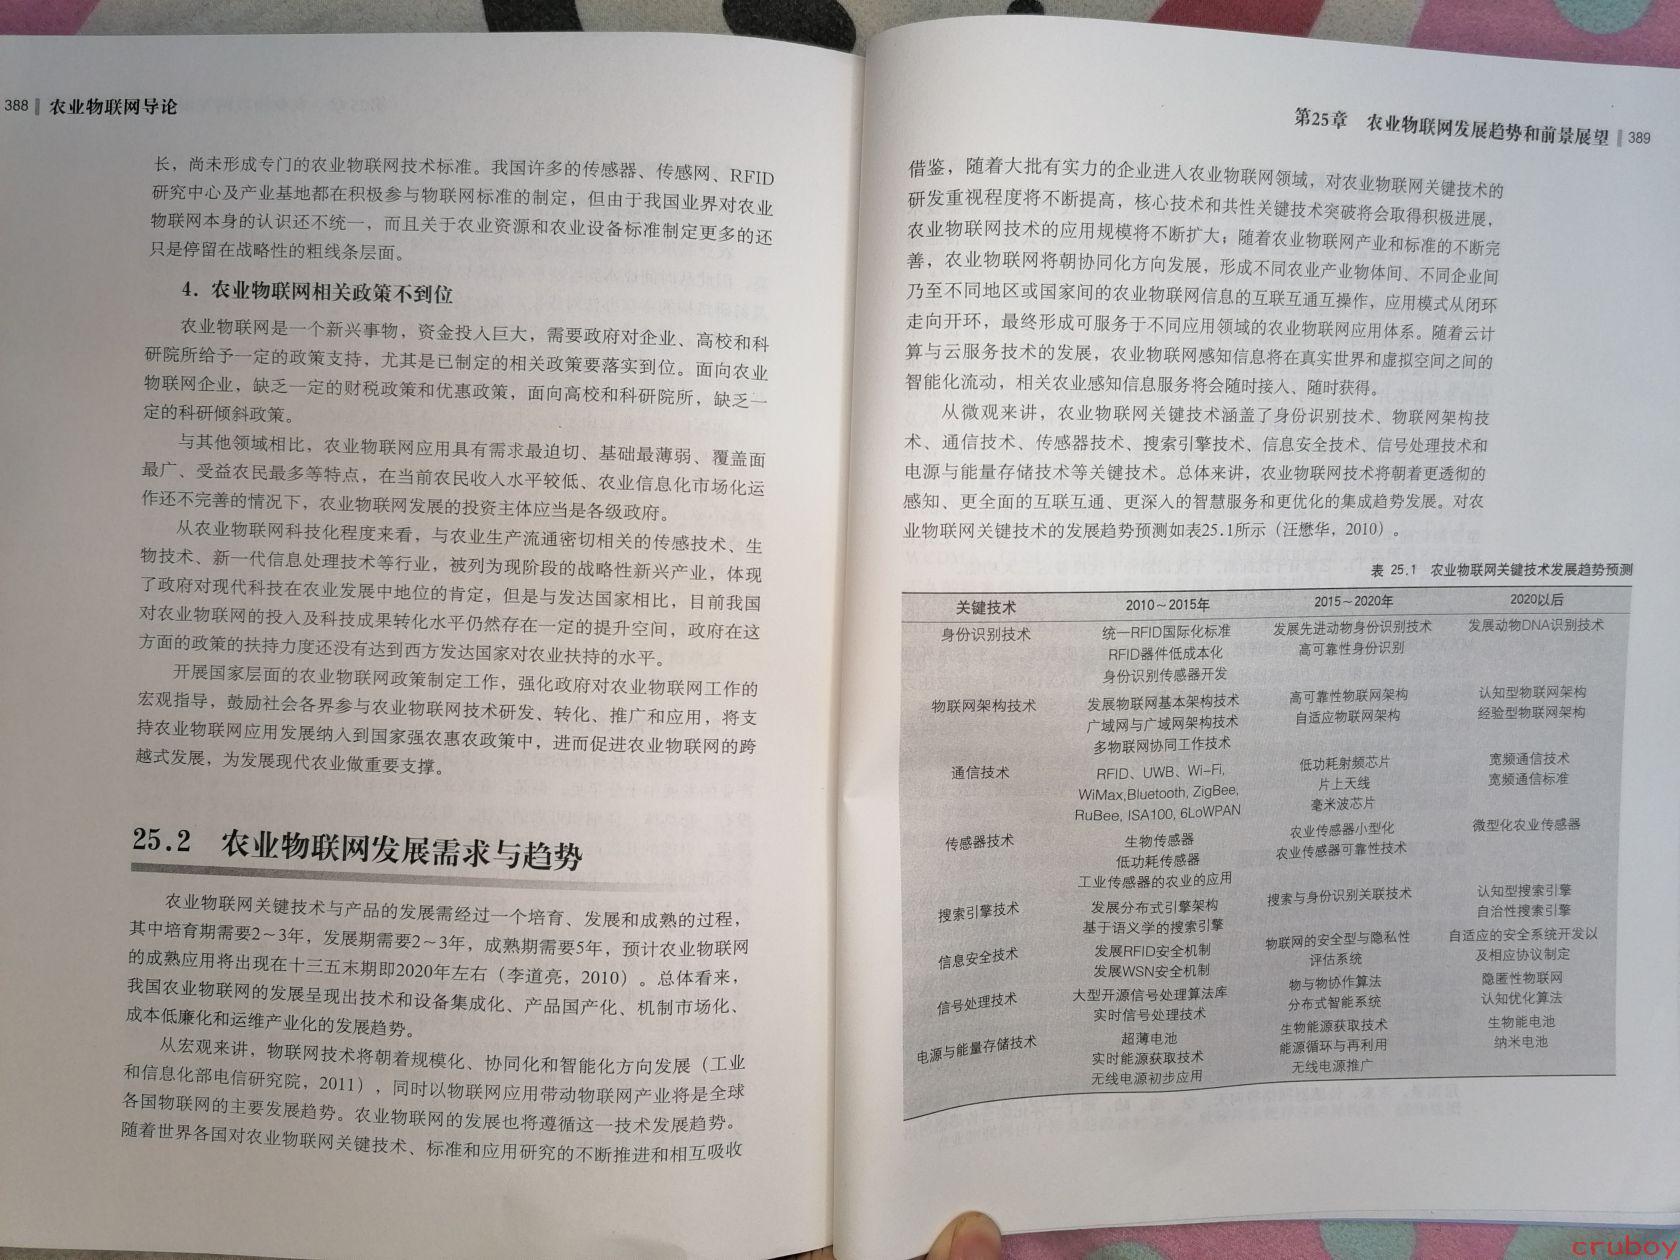 388 农业物联网导论
长，尚未形成专门的农业物联网技术标准。我国许多的传感器、传感网、RFID
研究中心及产业基地都在积极参与物联网标准的制定，但由于我国业界对农业
物联网本身的认识还不统一，而且关于农业资源和农业设备标准制定更多的还
只是停留在战略性的粗线条层面。
4．农业物联网相关政策不到位
农业物联网是一个新兴事物，资金投入巨大，需要政府对企业、高校和科
研院所给予一定的政策支持，尤其是已制定的相关政策要落实到位。面向农业
物联网企业，缺乏一定的财税政策和优惠政策，面向高校和科研院所，缺乏一
定的科研倾斜政策。
与其他领域相比，农业物联网应用具有需求最迫切、基础最薄弱、覆盖面
最广、受益农民最多等特点，在当前农民收入水平较低、农业信息化市场化运
作还不完善的情况下，农业物联网发展的投资主体应当是各级政府。
从农业物联网科技化程度来看，与农业生产流通密切相关的传感技术、生
物技术、新一代信息处理技术等行业，被列为现阶段的战略性新兴产业，体现
了政府对现代科技在农业发展中地位的肯定，但是与发达国家相比，目前我国
对农业物联网的投入及科技成果转化水平仍然存在一定的提升空间，政府在这
方面的政策的扶持力度还没有达到西方发达国家对农业扶持的水平。
开展国家层面的农业物联网政策制定工作，强化政府对农业物联网工作的
宏观指导，鼓励社会各界参与农业物联网技术研发、转化、推广和应用，将支
持农业物联网应用发展纳入到国家强农惠农政策中，进而促进农业物联网的跨
越式发展，为发展现代农业做重要支撑。
25.2 农业物联网发展需求与趋势
农业物联网关键技术与产品的发展需经过一个培育、发展和成熟的过程，
其中培育期需要2～3年，发展期需要2～3年，成熟期需要5年，预计农业物联网
的成熟应用将出现在十三五末期即2020年左右（李道亮，2010）。总体看来，
我国农业物联网的发展呈现出技术和设备集成化、产品国产化、机制市场化、
成本低廉化和运维产业化的发展趋势。
从宏观来讲，物联网技术将朝着规模化、协同化和智能化方向发展（工业
和信息化部电信研究院，2011），同时以物联网应用带动物联网产业将是全球
各国物联网的主要发展趋势。农业物联网的发展也将遵循这一技术发展趋势。
随着世界各国对农业物联网关键技术、标准和应用研究的不断推进和相互吸收
第25章 农业物联网发展趋势和前景展望 389
借鉴，随着大批有实力的企业进入农业物联网领域，对农业物联网关键技术的
研发重视程度将不断提高，核心技术和共性关键技术突破将会取得积极进展，
农业物联网技术的应用规模将不断扩大；随着农业物联网产业和标准的不断完
善，农业物联网将朝协同化方向发展，形成不同农业产业物体间、不同企业间
乃至不同地区或国家间的农业物联网信息的互联互通互操作，应用模式从闭环
走向开环，最终形成可服务于不同应用领域的农业物联网应用体系。随着云计
算与云服务技术的发展，农业物联网感知信息将在真实世界和虚拟空间之间的
智能化流动，相关农业感知信息服务将会随时接入、随时获得。
从微观来讲，农业物联网关键技术涵盖了身份识别技术、物联网架构技
术、通信技术、传感器技术、搜索引擎技术、信息安全技术、信号处理技术和
电源与能量存储技术等关键技术。总体来讲，农业物联网技术将朝着更透彻的
感知、更全面的互联互通、更深入的智慧服务和更优化的集成趋势发展。对农
业物联网关键技术的发展趋势预测如表25.1所示（汪懋华，2010）。
表 25.1 农业物联网关键技术发展趋势预测
关键技术 2010～2015年 2015～2020年 2020以后
身份识别技术 统一RFID国际化标准 发展先进动物身份识别技术 发展动物DNA识别技术
RFID器件低成本化 高可靠性身份识别
身份识别传感器开发
物联网架构技术 发展物联网基本架构技术 高可靠性物联网架构 认知型物联网架构
广域网与广域网架构技术 自适应物联网架构 经验型物联网架构
多物联网协同工作技术
通信技术 RFID、UWB、Wi-Fi, 低功耗射频芯片 宽频通信技术
WiMax,Bluetooth, ZigBee, 片上天线 宽频通信标准
RuBee, ISA100, 6LoWPAN 毫米波芯片
传感器技术 生物传感器 农业传感器小型化 微型化农业传感器
低功耗传感器 农业传感器可靠性技术
工业传感器的农业的应用
搜索引擎技术 发展分布式引擎架构 搜索与身份识别关联技术 认知型搜索引擎
基于语义学的搜索引擎 自治性搜索引擎
信息安全技术 发展RFID安全机制 物联网的安全型与隐私性 自适应的安全系统开发以
发展WSN安全机制 评估系统 及相应协议制定
信号处理技术 大型开源信号处理算法库 物与物协作算法 隐匿性物联网
实时信号处理技术 分布式智能系统 认知优化算法
电源与能量存储技术 超薄电池 生物能源获取技术 生物能电池
实时能源获取技术 能源循环与再利用 纳米电池
无线电源初步应用 无线电源推广
cruboy